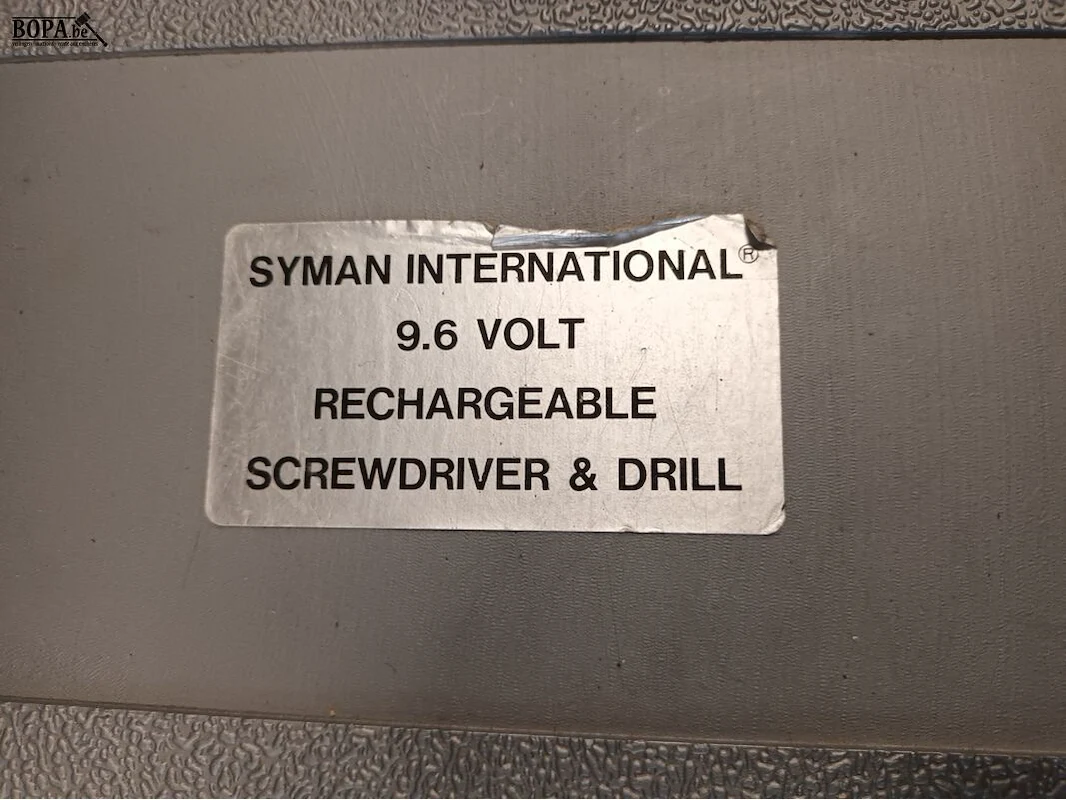 BOPA.be
SYMAN INTERNATIONAL®
9.6 VOLT
RECHARGEABLE
SCREWDRIVER & DRILL